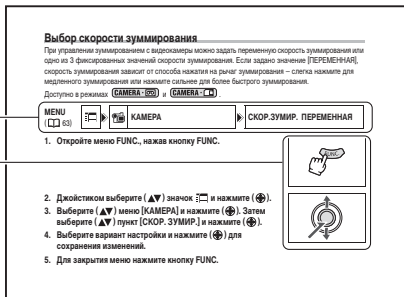 Выбор скорости зуммирования
При управлении зуммированием с видеокамеры можно задать переменную скорость зуммирования или
одно из 3 фиксированных значений скорости зуммирования. Если задано значение [ПЕРЕМЕННАЯ],
скорость зуммирования зависит от способа нажатия на рычаг зуммирования – слегка нажмите для
медленного зуммирования или нажмите сильнее для более быстрого зуммирования.
Доступно в режимах CAMERA · и CAMERA · .
MENU
( 63)
КАМЕРА
СКОР.ЗУМИР. ПЕРЕМЕННАЯ
1. Откройте меню FUNC., нажав кнопку FUNC.
FUNC.
2. Джойстиком выберите ( ▲▼ ) значок и нажмите ( ).
3. Выберите ( ▲▼ ) меню [КАМЕРА] и нажмите ( ). Затем
выберите ( ▲▼ ) пункт [СКОР. ЗУМИР.] и нажмите ( ).
4. Выберите вариант настройки и нажмите ( ) для
сохранения изменений.
5. Для закрытия меню нажмите кнопку FUNC.